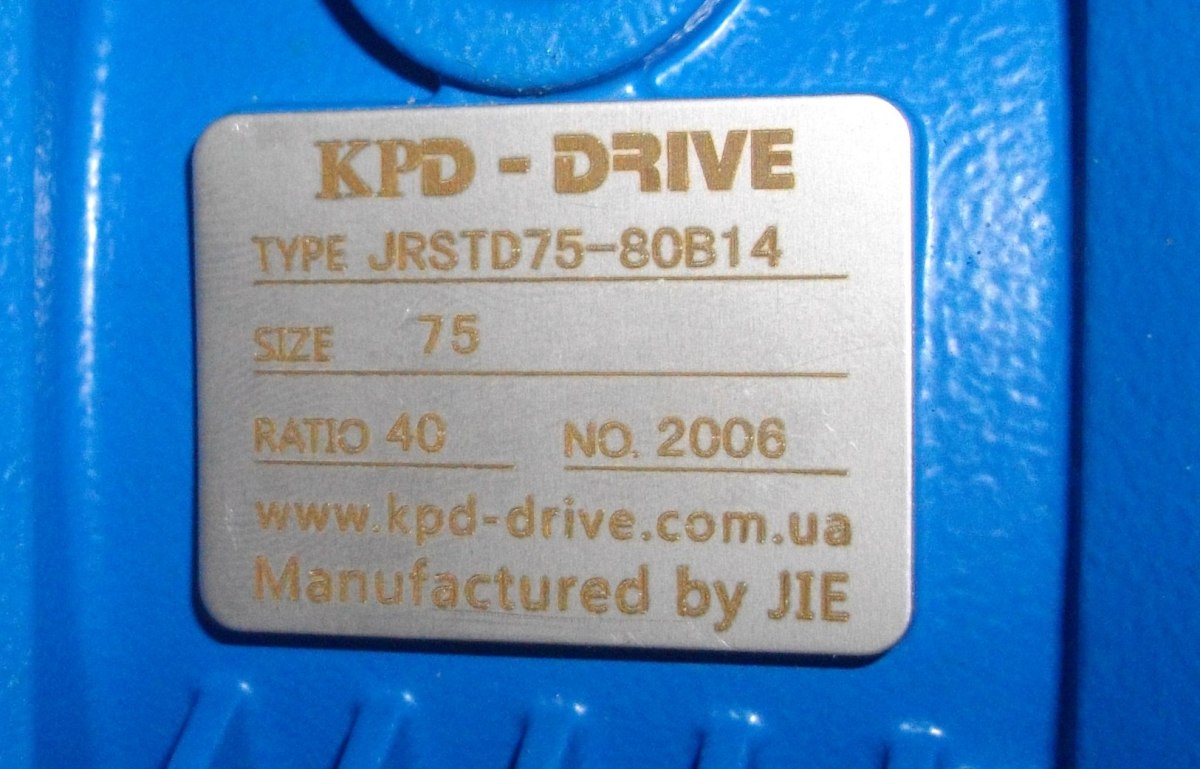 KPD - DRIVE
TYPE JRSTD75-80B14
SIZE 75
RATIO 40 NO. 2006
www.kpd-drive.com.ua
Manufactured by JIE